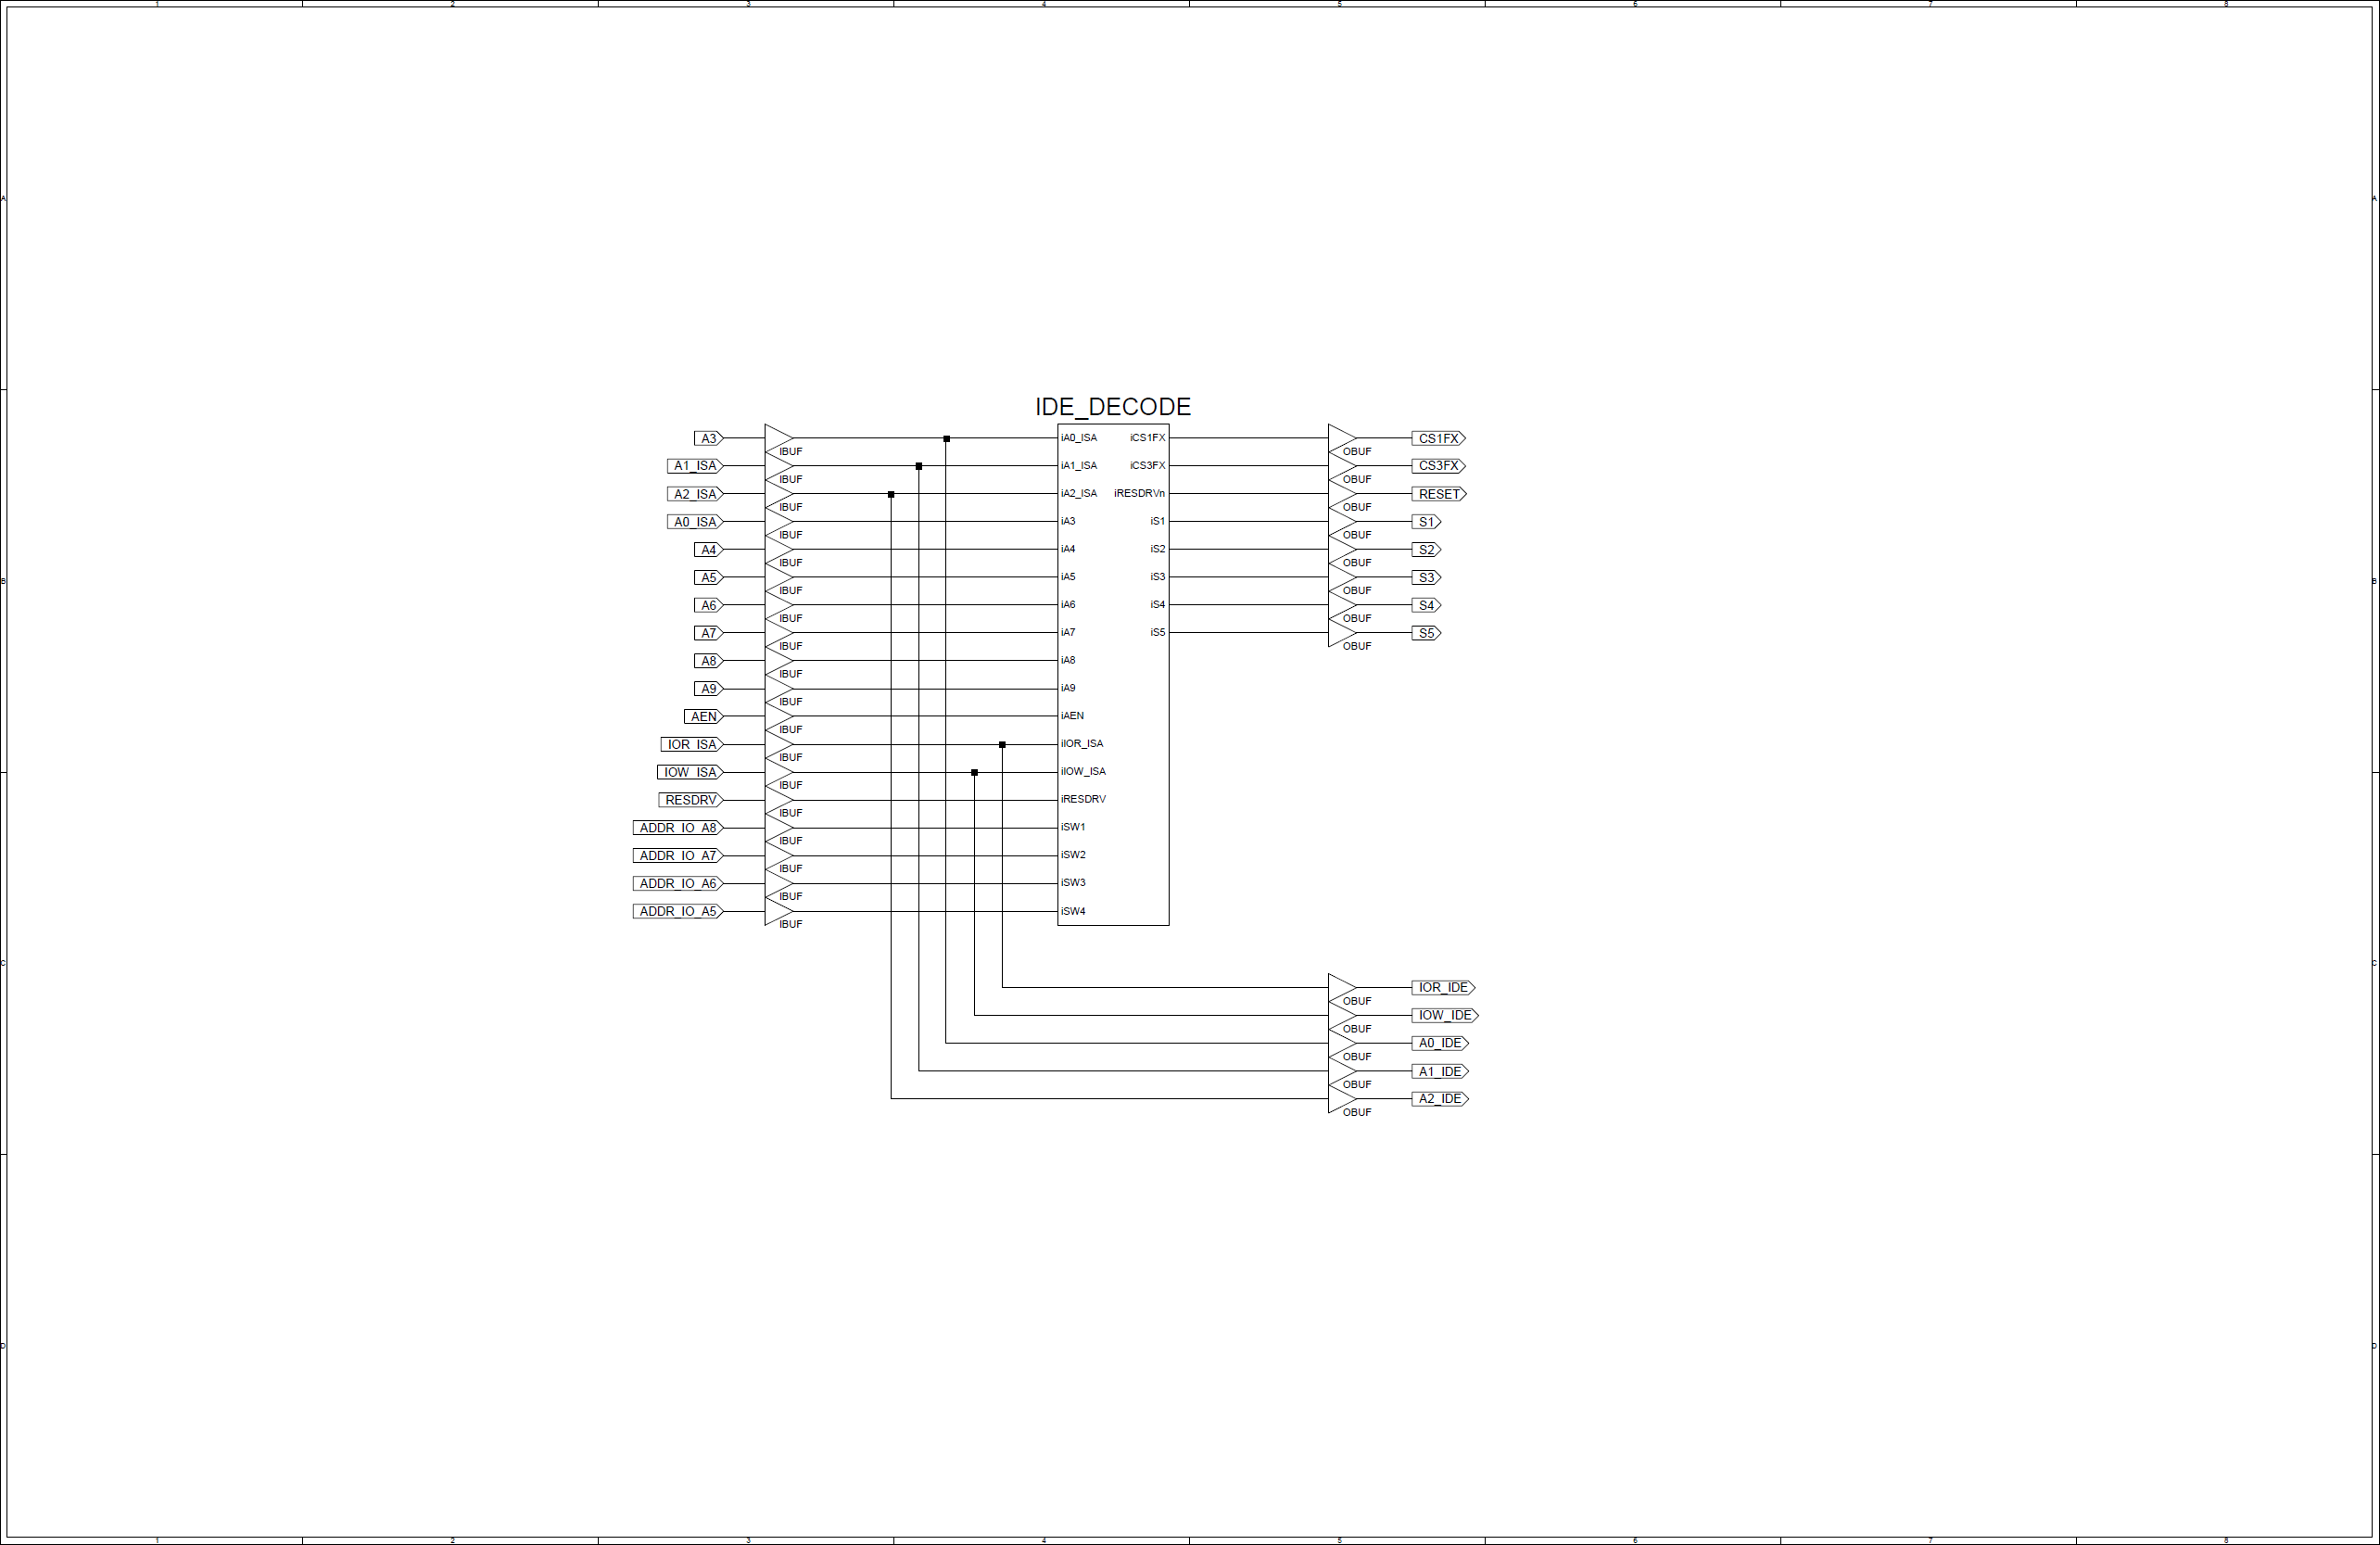 1 2 3 4 5 6 7 8
A A
IDE_DECODE
A3 IBUF iA0_ISA iCS1FX OBUF CS1FX
A1_ISA IBUF iA1_ISA iCS3FX OBUF CS3FX
A2_ISA IBUF iA2_ISA iRESDRVn OBUF RESET
A0_ISA IBUF iA3 iS1 OBUF S1
A4 IBUF iA4 iS2 OBUF S2
B B
A5 IBUF iA5 iS3 OBUF S3
A6 IBUF iA6 iS4 OBUF S4
A7 IBUF iA7 iS5 OBUF S5
A8 IBUF iA8
A9 IBUF iA9
AEN IBUF iAEN
IOR_ISA IBUF iIOR_ISA
IOW_ISA IBUF iIOW_ISA
RESDRV IBUF iRESDRV
ADDR_IO_A8 IBUF iSW1
ADDR_IO_A7 IBUF iSW2
ADDR_IO_A6 IBUF iSW3
ADDR_IO_A5 IBUF iSW4
C C
OBUF IOR_IDE
OBUF IOW_IDE
OBUF A0_IDE
OBUF A1_IDE
OBUF A2_IDE
D D
1 2 3 4 5 6 7 8